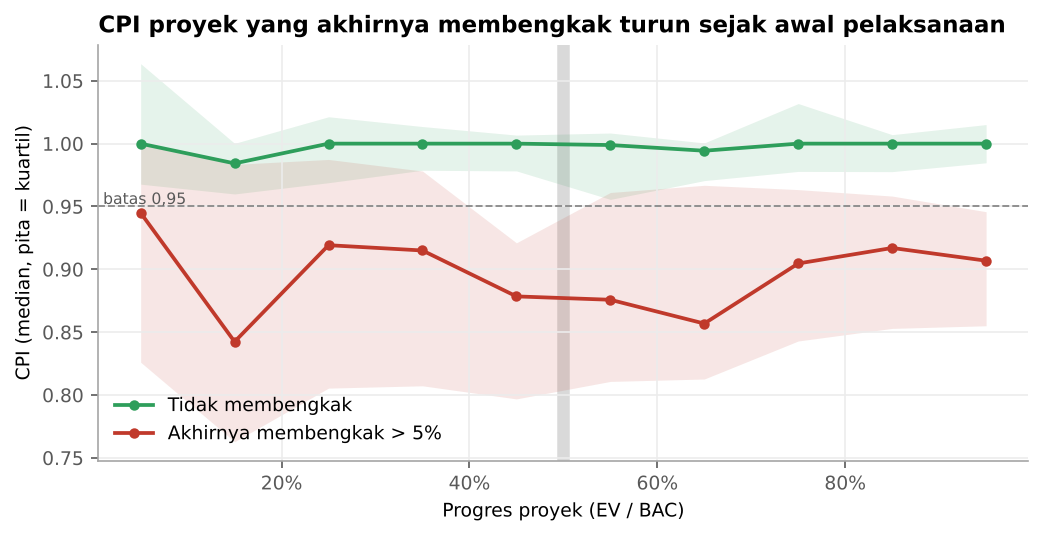 CPI proyek yang akhirnya membengkak turun sejak awal pelaksanaan
CPI (median, pita = kuartil)
1.05
1.00
0.95
0.90
0.85
0.80
0.75
batas 0.95
Tidak membengkak
Akhirnya membengkak > 5%
20%
40%
60%
80%
Progres proyek (EV / BAC)